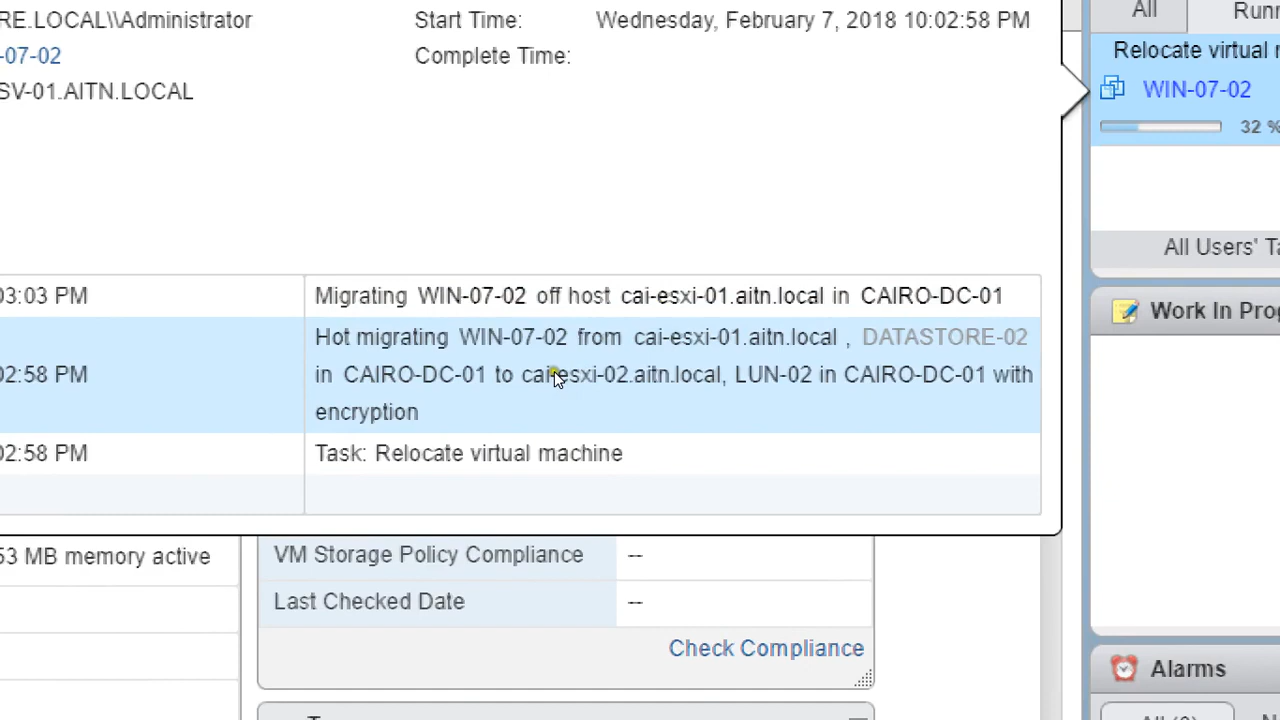 RE.LOCAL\\Administrator
Start Time: Wednesday, February 7, 2018 10:02:58 PM
-07-02
Complete Time:
SV-01.AITN.LOCAL
03:03 PM
Migrating WIN-07-02 off host cai-esxi-01.aitn.local in CAIRO-DC-01
02:58 PM
Hot migrating WIN-07-02 from cai-esxi-01.aitn.local , DATASTORE-02
in CAIRO-DC-01 to cai-esxi-02.aitn.local, LUN-02 in CAIRO-DC-01 with
encryption
02:58 PM
Task: Relocate virtual machine
53 MB memory active
VM Storage Policy Compliance --
Last Checked Date --
Check Compliance
All Runn
Relocate virtual
WIN-07-02
32 %
All Users' Ta
Work In Prog
Alarms